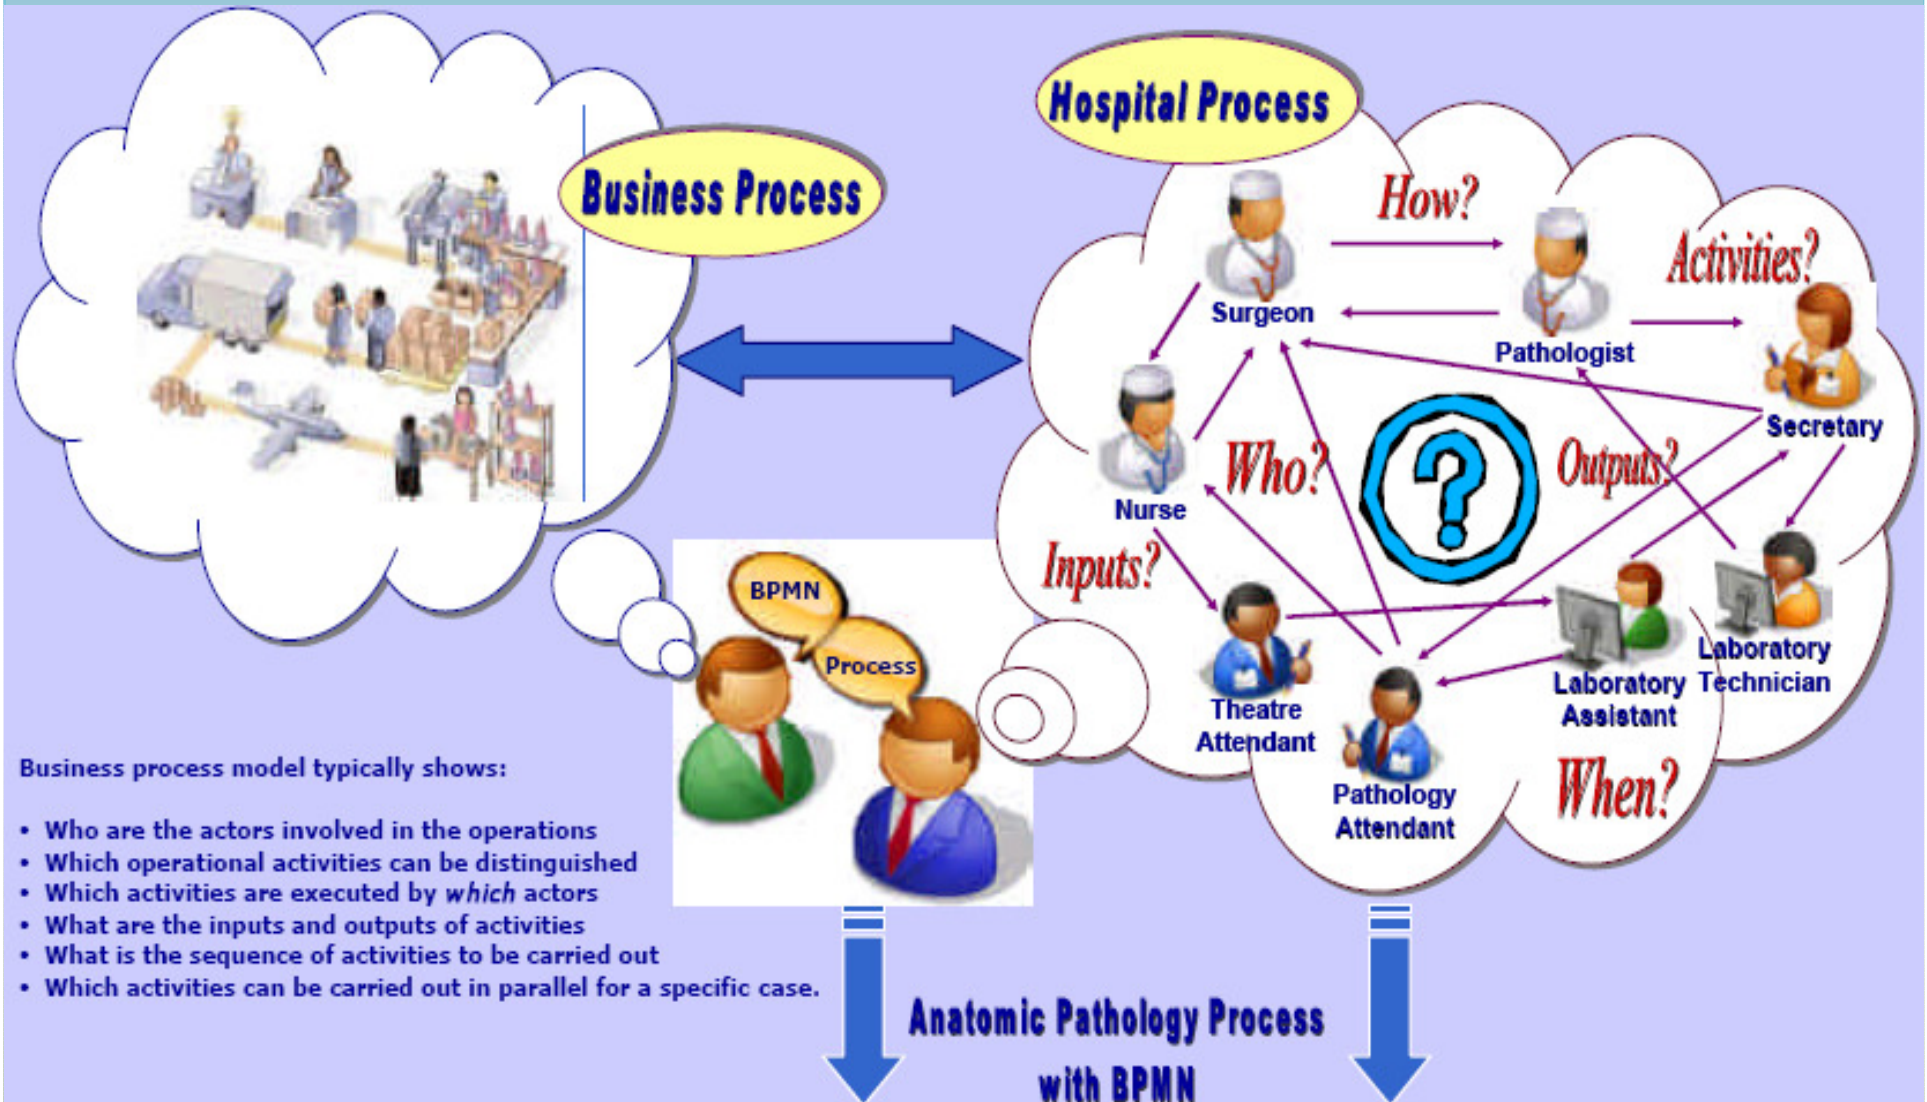 Hospital Process
Business Process
How?
Activities?
Surgeon
Pathologist
Secretary
Who?
Outputs?
Nurse
Inputs?
BPMN
Process
Laboratory
Technician
Laboratory
Assistant
Theatre
Attendant
Pathology
Attendant
When?
Business process model typically shows:
• Who are the actors involved in the operations
• Which operational activities can be distinguished
• Which activities are executed by which actors
• What are the inputs and outputs of activities
• What is the sequence of activities to be carried out
• Which activities can be carried out in parallel for a specific case.
Anatomic Pathology Process
with BPMN